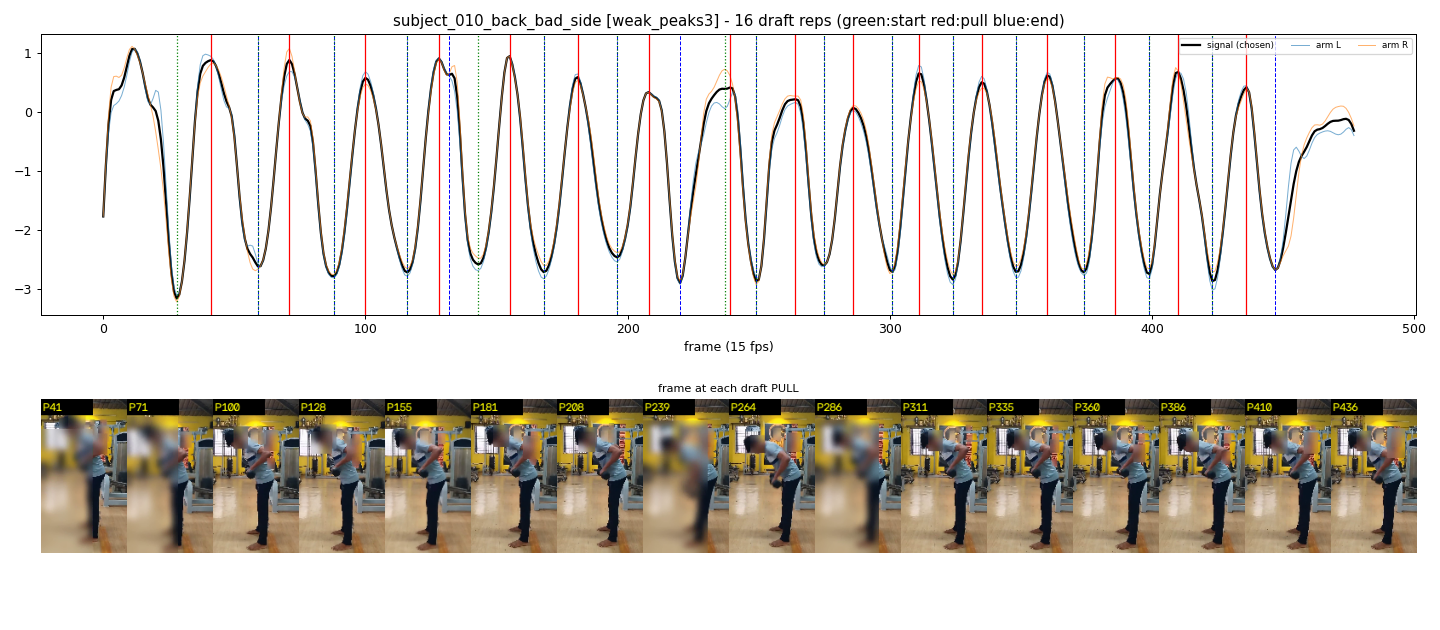 subject_010_back_bad_side [weak_peaks3] - 16 draft reps (green:start red:pull blue:end)
signal (chosen) arm L arm R
1
0
−1
−2
−3
0 100 200 300 400 500
frame (15 fps)
frame at each draft PULL
P41 P71 P100 P128 P155 P181 P208 P239 P264 P286 P311 P335 P360 P386 P410 P436